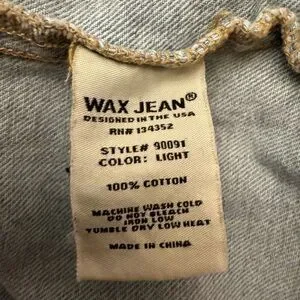 WAX JEAN®
DESIGNED IN THE USA
RN# 134352
STYLE# 90091
COLOR: LIGHT
100% COTTON
MACHINE WASH COLD
DO NOT BLEACH
IRON LOW
TUMBLE DRY LOW HEAT
MADE IN CHINA